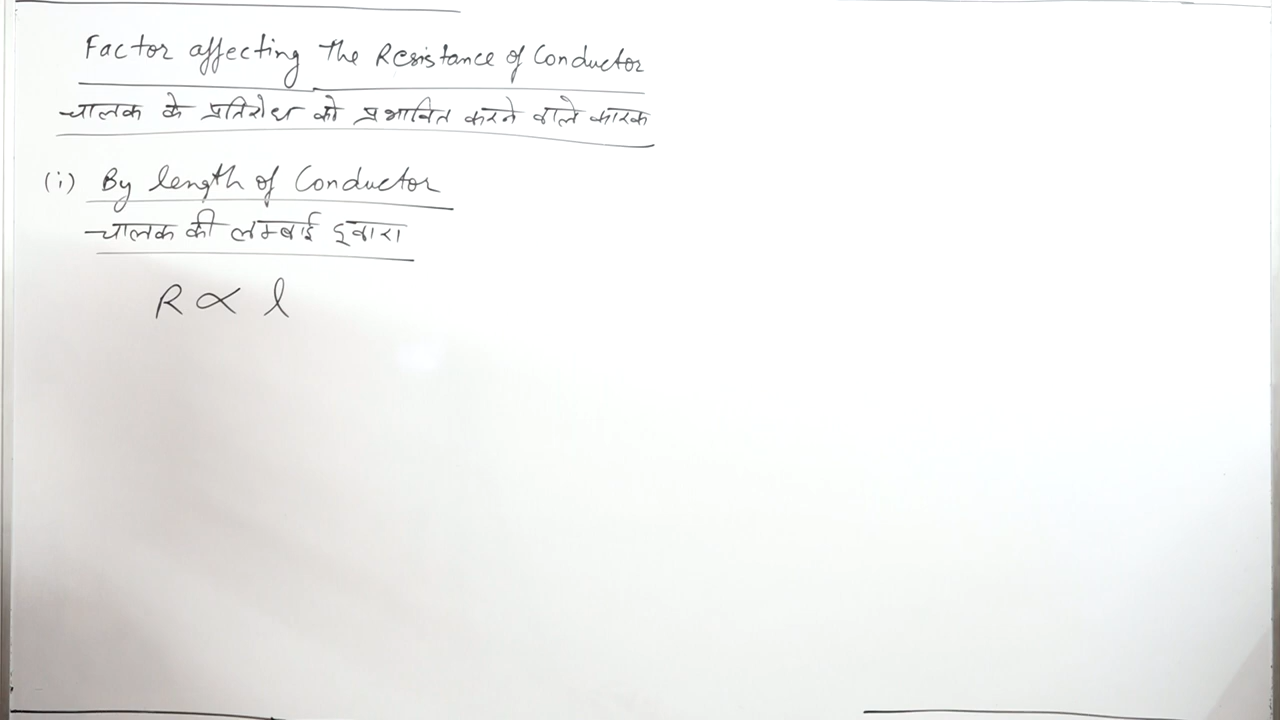 Factor affecting The Resistance of Conductor
चालक के प्रतिरोध को प्रभावित करने वाले कारक
(i) By length of Conductor
चालक की लम्बाई द्वारा
R ∝ l